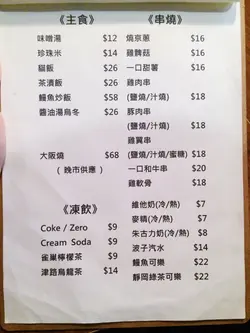 《主食》
味噌湯 $12
珍珠米 $14
貓飯 $26
茶漬飯 $26
鰻魚炒飯 $58
醬油湯烏冬 $26
大阪燒 $68
( 晚市供應 )
《凍飲》
Coke / Zero $9
Cream Soda $9
雀巢檸檬茶 $9
津路烏龍茶 $14
《串燒》
燒京蔥 $16
雞髀菇 $16
一口甜薯 $16
雞肉串
(鹽燒/汁燒) $18
豚肉串
(鹽燒/汁燒) $18
雞翼串
(鹽燒/汁燒/蜜糖) $18
一口和牛串 $20
雞軟骨 $18
維他奶(冷/熱) $7
麥精(冷/熱) $7
朱古力奶(冷/熱) $8
波子汽水 $14
鰻魚可樂 $22
靜岡綠茶可樂 $22